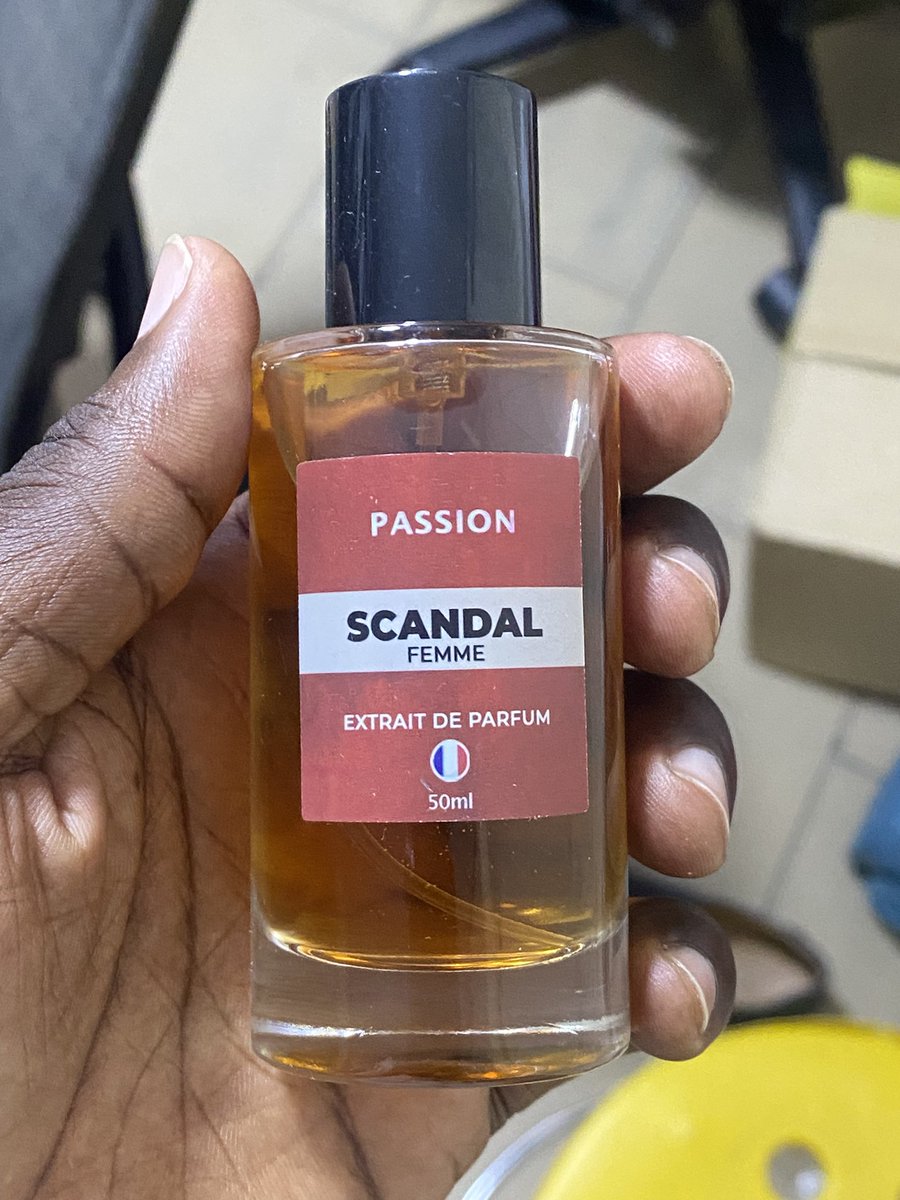 PASSION
SCANDAL
FEMME
EXTRAIT DE PARFUM
50ml